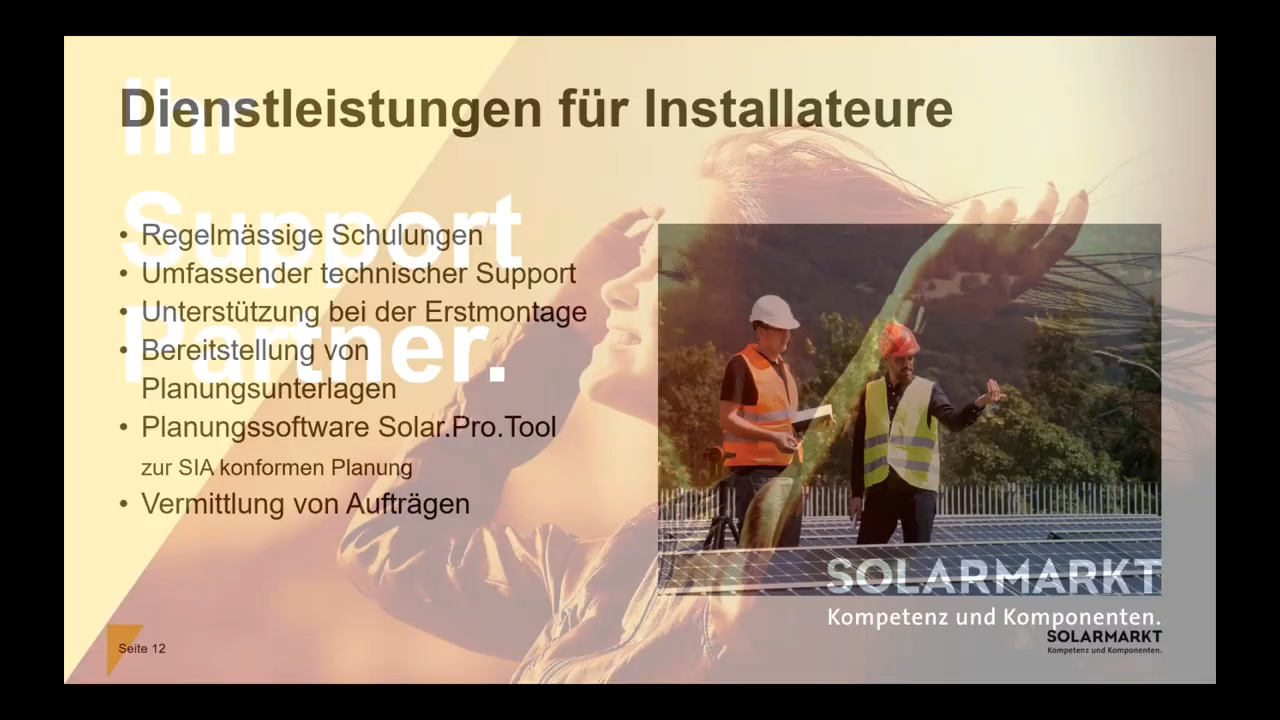 Dienstleistungen für Installateure
Ihr
Support
Partner.
• Regelmässige Schulungen
• Umfassender technischer Support
• Unterstützung bei der Erstmontage
• Bereitstellung von
Planungsunterlagen
• Planungssoftware Solar.Pro.Tool
zur SIA konformen Planung
• Vermittlung von Aufträgen
SOLARMARKT
Kompetenz und Komponenten.
SOLARMARKT
Kompetenz und Komponenten.
Seite 12